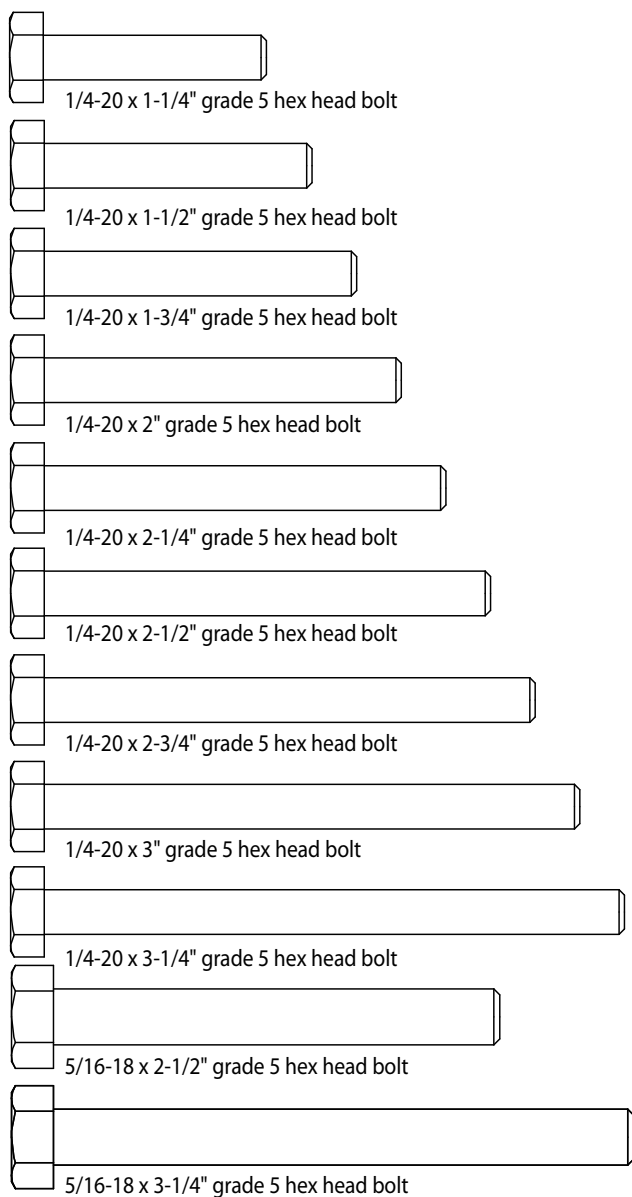 1/4-20 x 1-1/4" grade 5 hex head bolt
1/4-20 x 1-1/2" grade 5 hex head bolt
1/4-20 x 1-3/4" grade 5 hex head bolt
1/4-20 x 2" grade 5 hex head bolt
1/4-20 x 2-1/4" grade 5 hex head bolt
1/4-20 x 2-1/2" grade 5 hex head bolt
1/4-20 x 2-3/4" grade 5 hex head bolt
1/4-20 x 3" grade 5 hex head bolt
1/4-20 x 3-1/4" grade 5 hex head bolt
5/16-18 x 2-1/2" grade 5 hex head bolt
5/16-18 x 3-1/4" grade 5 hex head bolt